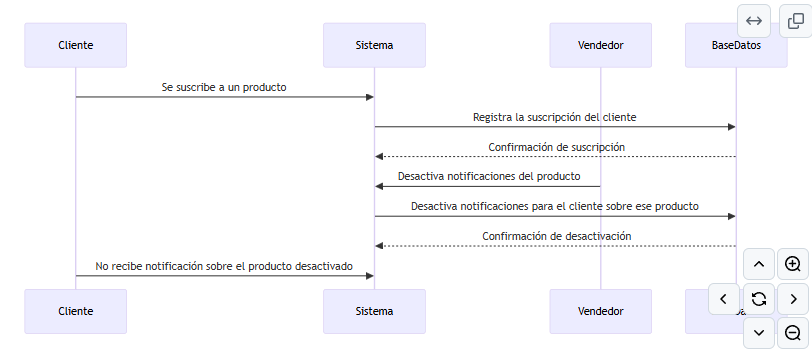 Cliente
Sistema
Vendedor
BaseDatos
Se suscribe a un producto
Registra la suscripción del cliente
Confirmación de suscripción
Desactiva notificaciones del producto
Desactiva notificaciones para el cliente sobre ese producto
Confirmación de desactivación
No recibe notificación sobre el producto desactivado
Cliente
Sistema
Vendedor